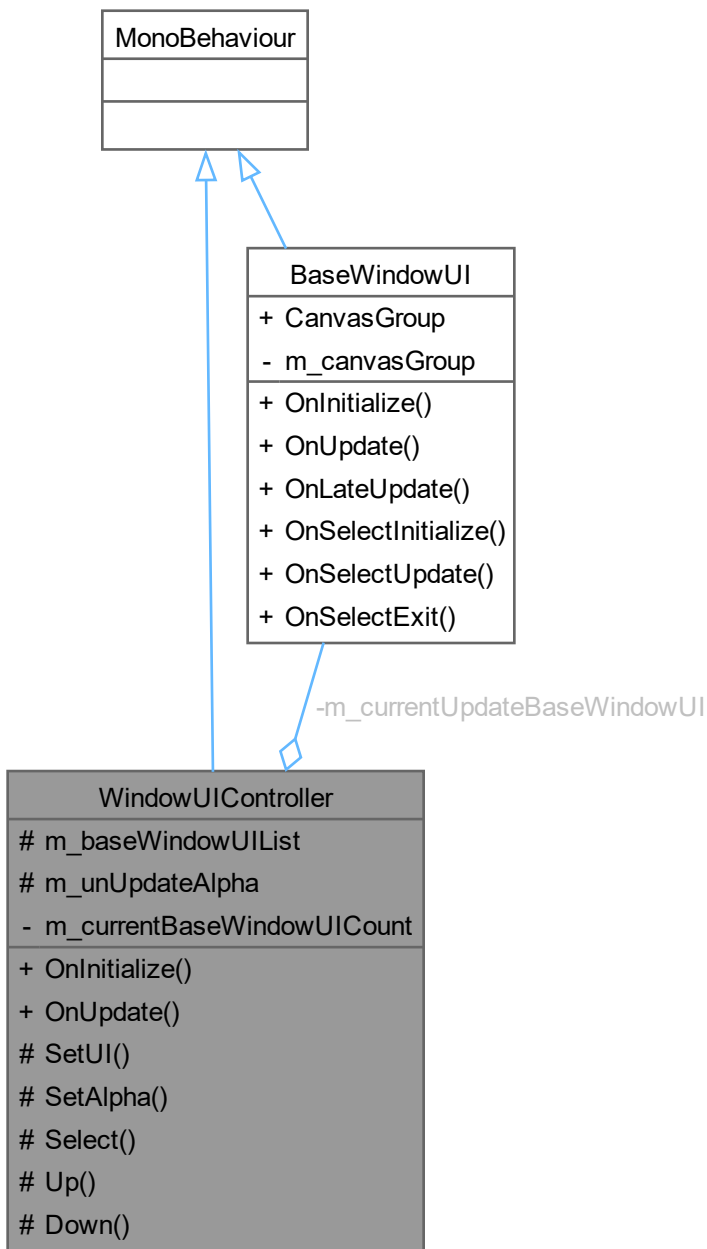 MonoBehaviour
BaseWindowUI
+ CanvasGroup
- m_canvasGroup
+ OnInitialize()
+ OnUpdate()
+ OnLateUpdate()
+ OnSelectInitialize()
+ OnSelectUpdate()
+ OnSelectExit()
-m_currentUpdateBaseWindowUI
WindowUIController
# m_baseWindowUIList
# m_unUpdateAlpha
- m_currentBaseWindowUICount
+ OnInitialize()
+ OnUpdate()
# SetUI()
# SetAlpha()
# Select()
# Up()
# Down()